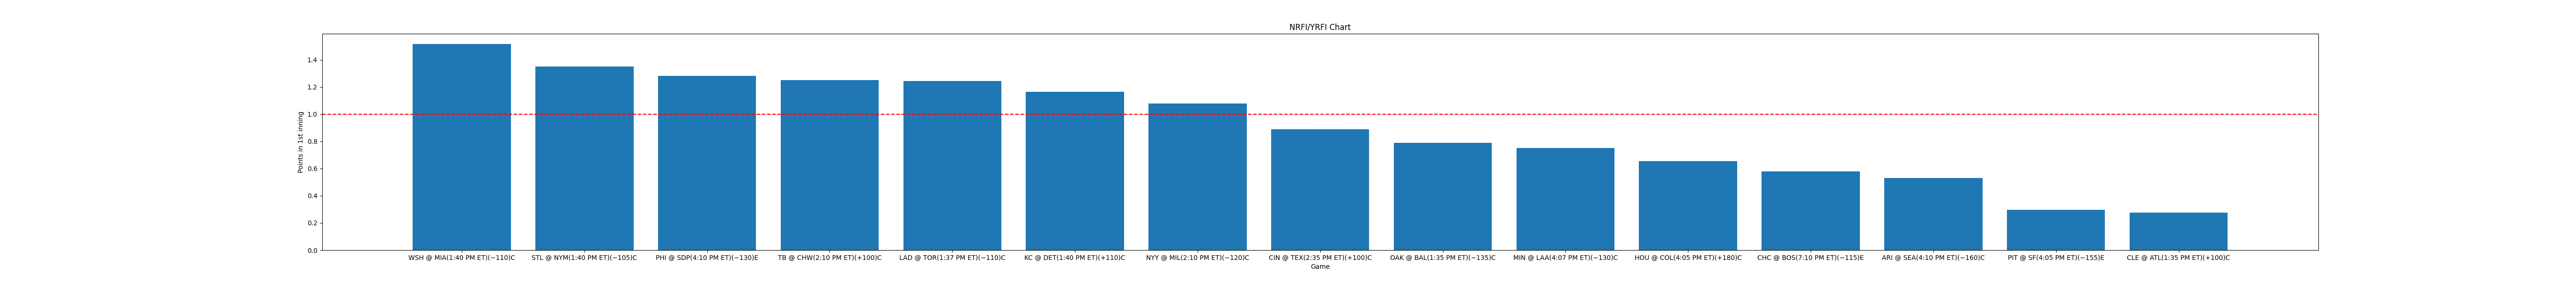 NRFI/YRFI Chart
1.4
1.2
1.0
0.8
0.6
0.4
0.2
0.0
Points in 1st inning
WSH @ MIA(1:40 PM ET)(−110)C
STL @ NYM(1:40 PM ET)(−105)C
PHI @ SDP(4:10 PM ET)(−130)E
TB @ CHW(2:10 PM ET)(+100)C
LAD @ TOR(1:37 PM ET)(−110)C
KC @ DET(1:40 PM ET)(+110)C
NYY @ MIL(2:10 PM ET)(−120)C
CIN @ TEX(2:35 PM ET)(+100)C
OAK @ BAL(1:35 PM ET)(−135)C
MIN @ LAA(4:07 PM ET)(−130)C
HOU @ COL(4:05 PM ET)(+180)C
CHC @ BOS(7:10 PM ET)(−115)E
ARI @ SEA(4:10 PM ET)(−160)C
PIT @ SF(4:05 PM ET)(−155)E
CLE @ ATL(1:35 PM ET)(+100)C
Game